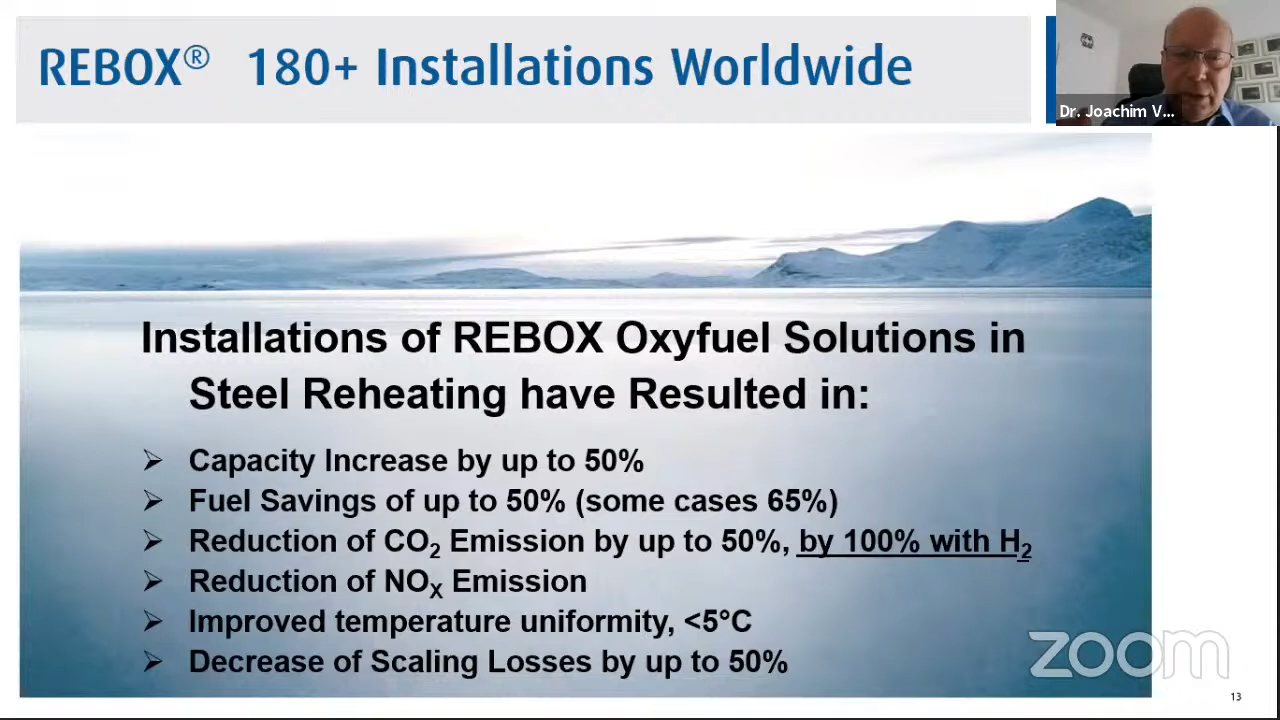 REBOX® 180+ Installations Worldwide
Dr. Joachim V...
Installations of REBOX Oxyfuel Solutions in
Steel Reheating have Resulted in:
➢ Capacity Increase by up to 50%
➢ Fuel Savings of up to 50% (some cases 65%)
➢ Reduction of CO₂ Emission by up to 50%, by 100% with H₂
➢ Reduction of NOX Emission
➢ Improved temperature uniformity, <5°C
➢ Decrease of Scaling Losses by up to 50%
zoom
13